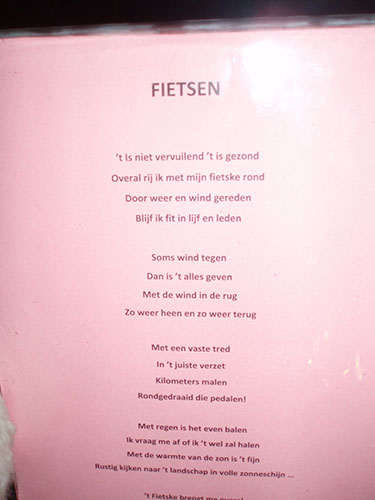 FIETSEN
't Is niet vervuilend 't is gezond
Overal rij ik met mijn fietske rond
Door weer en wind gereden
Blijf ik fit in lijf en leden
Soms wind tegen
Dan is 't alles geven
Met de wind in de rug
Zo weer heen en zo weer terug
Met een vaste tred
In 't juiste verzet
Kilometers malen
Rondgedraaid die pedalen!
Met regen is het even balen
Ik vraag me af of ik 't wel zal halen
Met de warmte van de zon is 't fijn
Rustig kijken naar 't landschap in volle zonneschijn ...
't Fietske brengt me overal